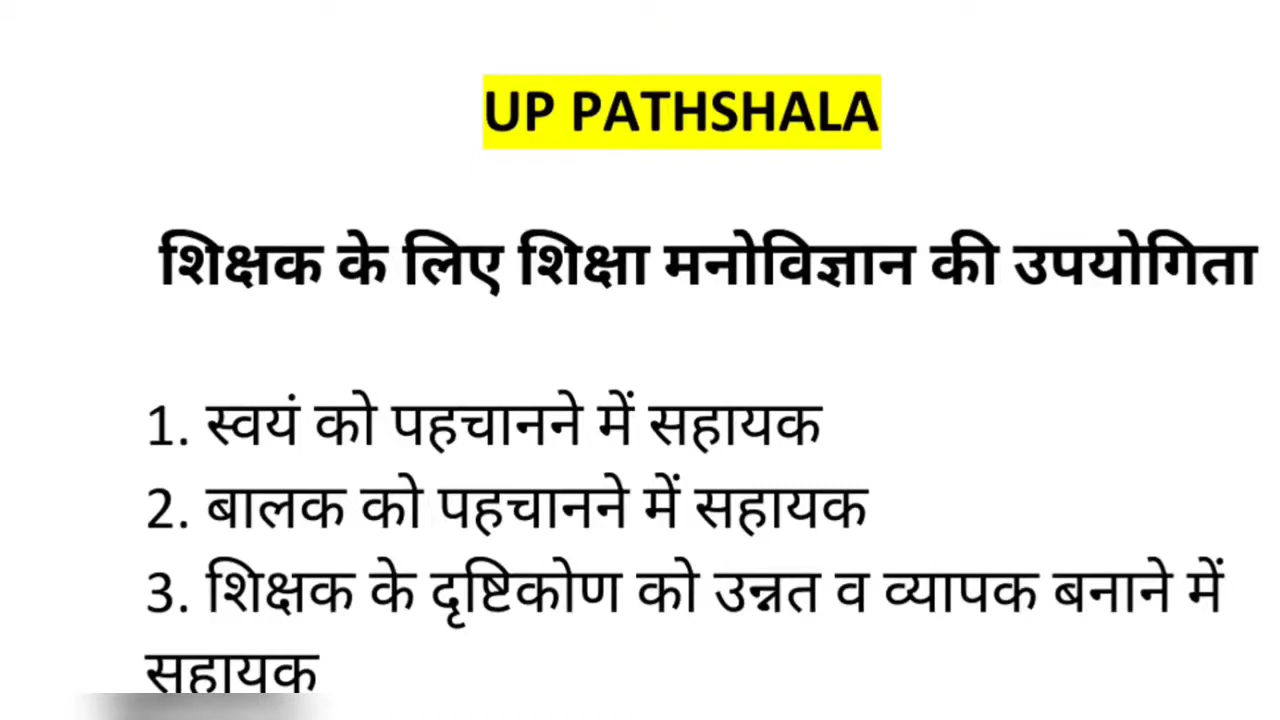 UP PATHSHALA
शिक्षक के लिए शिक्षा मनोविज्ञान की उपयोगिता
1. स्वयं को पहचानने में सहायक
2. बालक को पहचानने में सहायक
3. शिक्षक के दृष्टिकोण को उन्नत व व्यापक बनाने में
सहायक